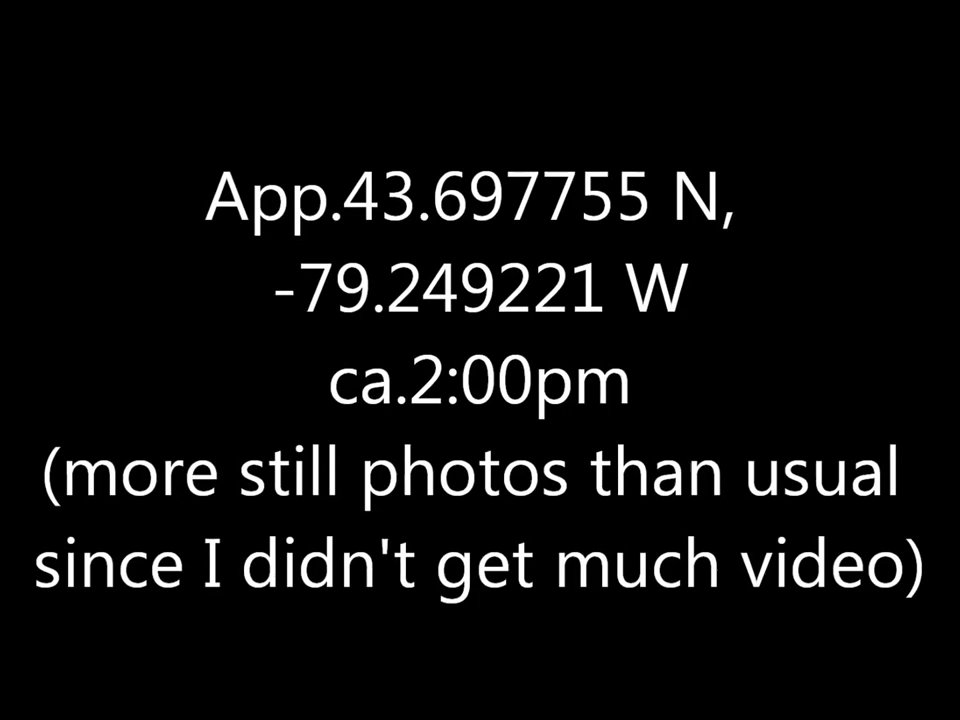 App.43.697755 N,
-79.249221 W
ca.2:00pm
(more still photos than usual
since I didn't get much video)